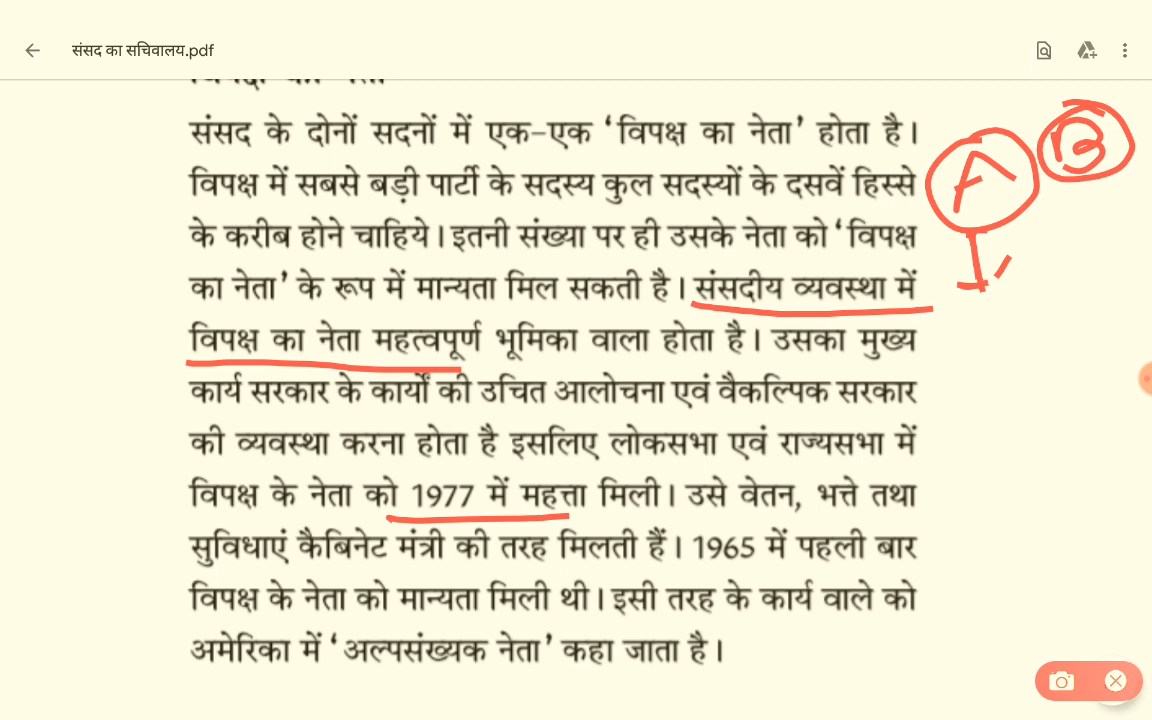 संसद का सचिवालय.pdf
संसद के दोनों सदनों में एक-एक ‘विपक्ष का नेता’ होता है।
विपक्ष में सबसे बड़ी पार्टी के सदस्य कुल सदस्यों के दसवें हिस्से
के करीब होने चाहिये। इतनी संख्या पर ही उसके नेता को ‘विपक्ष
का नेता’ के रूप में मान्यता मिल सकती है। संसदीय व्यवस्था में
विपक्ष का नेता महत्वपूर्ण भूमिका वाला होता है। उसका मुख्य
कार्य सरकार के कार्यों की उचित आलोचना एवं वैकल्पिक सरकार
की व्यवस्था करना होता है इसलिए लोकसभा एवं राज्यसभा में
विपक्ष के नेता को 1977 में महत्ता मिली। उसे वेतन, भत्ते तथा
सुविधाएं कैबिनेट मंत्री की तरह मिलती हैं। 1965 में पहली बार
विपक्ष के नेता को मान्यता मिली थी। इसी तरह के कार्य वाले को
अमेरिका में ‘अल्पसंख्यक नेता’ कहा जाता है।
A
B